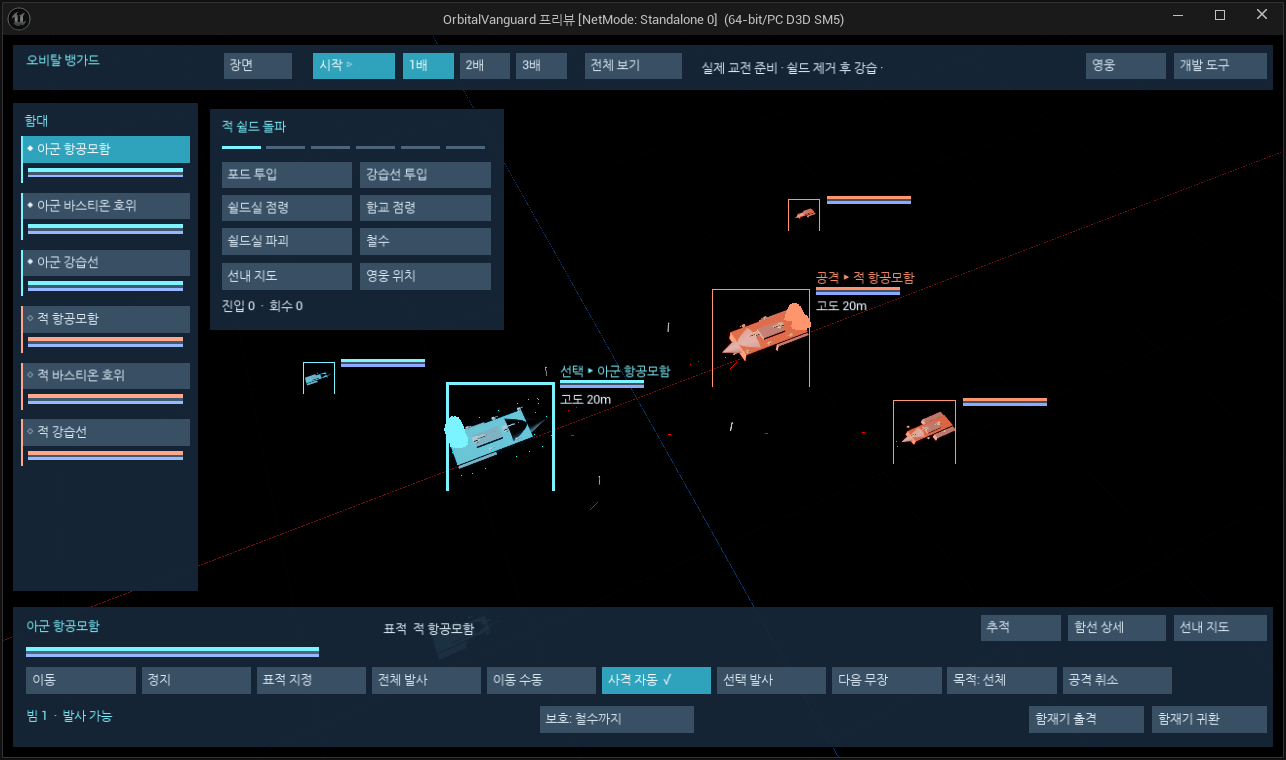 OrbitalVanguard 프리뷰 [NetMode: Standalone 0] (64-bit/PC D3D SM5)
오비탈 뱅가드
장면
시작 ▶
1배
2배
3배
전체 보기
실제 교전 준비 · 쉴드 제거 후 강습 ·
영웅
개발 도구
함대
◆ 아군 항공모함
◆ 아군 바스티온 호위
◆ 아군 강습선
◇ 적 항공모함
◇ 적 바스티온 호위
◇ 적 강습선
적 쉴드 돌파
포드 투입
강습선 투입
쉴드실 점령
함교 점령
쉴드실 파괴
철수
선내 지도
영웅 위치
진입 0 · 회수 0
공격 ▶ 적 항공모함
고도 20m
선택 ▶ 아군 항공모함
고도 20m
아군 항공모함
표적 적 항공모함
추적
함선 상세
선내 지도
이동
정지
표적 지정
전체 발사
이동 수동
사격 자동 √
선택 발사
다음 무장
목적: 선체
공격 취소
빔 1 · 발사 가능
보호: 철수까지
함재기 출격
함재기 귀환